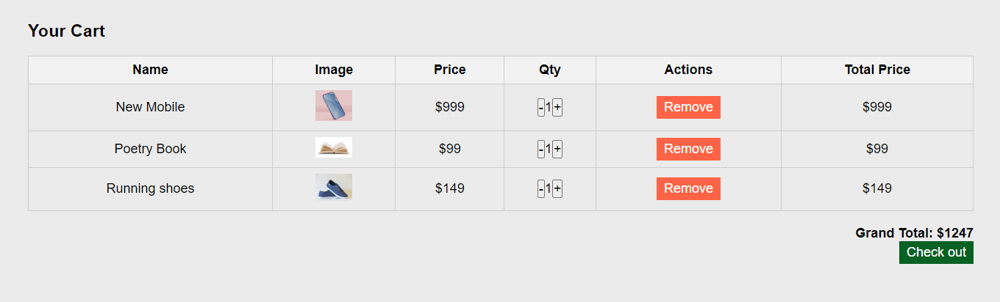 Your Cart
Name Image Price Qty Actions Total Price
New Mobile $999 -1+ Remove $999
Poetry Book $99 -1+ Remove $99
Running shoes $149 -1+ Remove $149
Grand Total: $1247
Check out